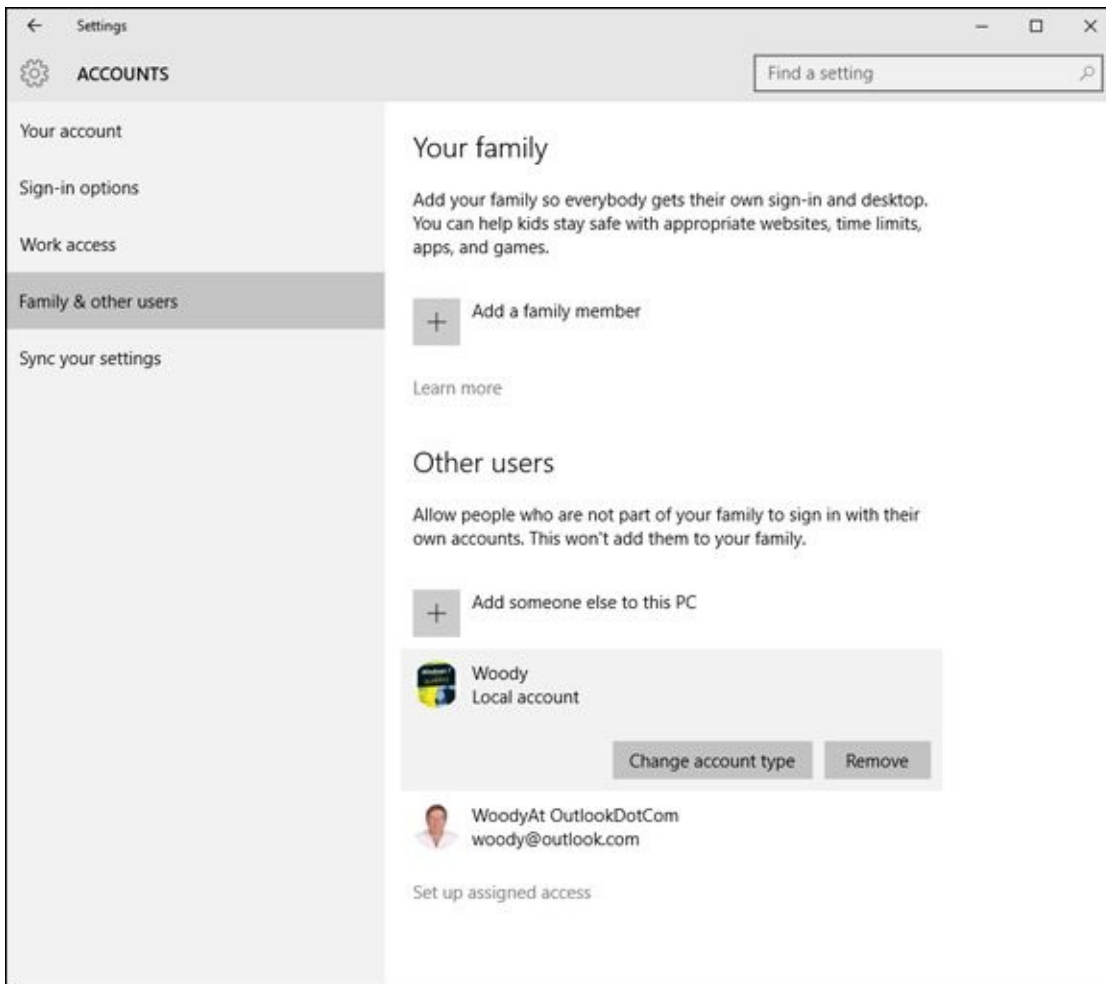 Settings
ACCOUNTS
Find a setting
Your account
Sign-in options
Work access
Family & other users
Sync your settings
Your family
Add your family so everybody gets their own sign-in and desktop.
You can help kids stay safe with appropriate websites, time limits,
apps, and games.
Add a family member
Learn more
Other users
Allow people who are not part of your family to sign in with their
own accounts. This won't add them to your family.
Add someone else to this PC
Woody
Local account
Change account type
Remove
WoodyAt OutlookDotCom
woody@outlook.com
Set up assigned access